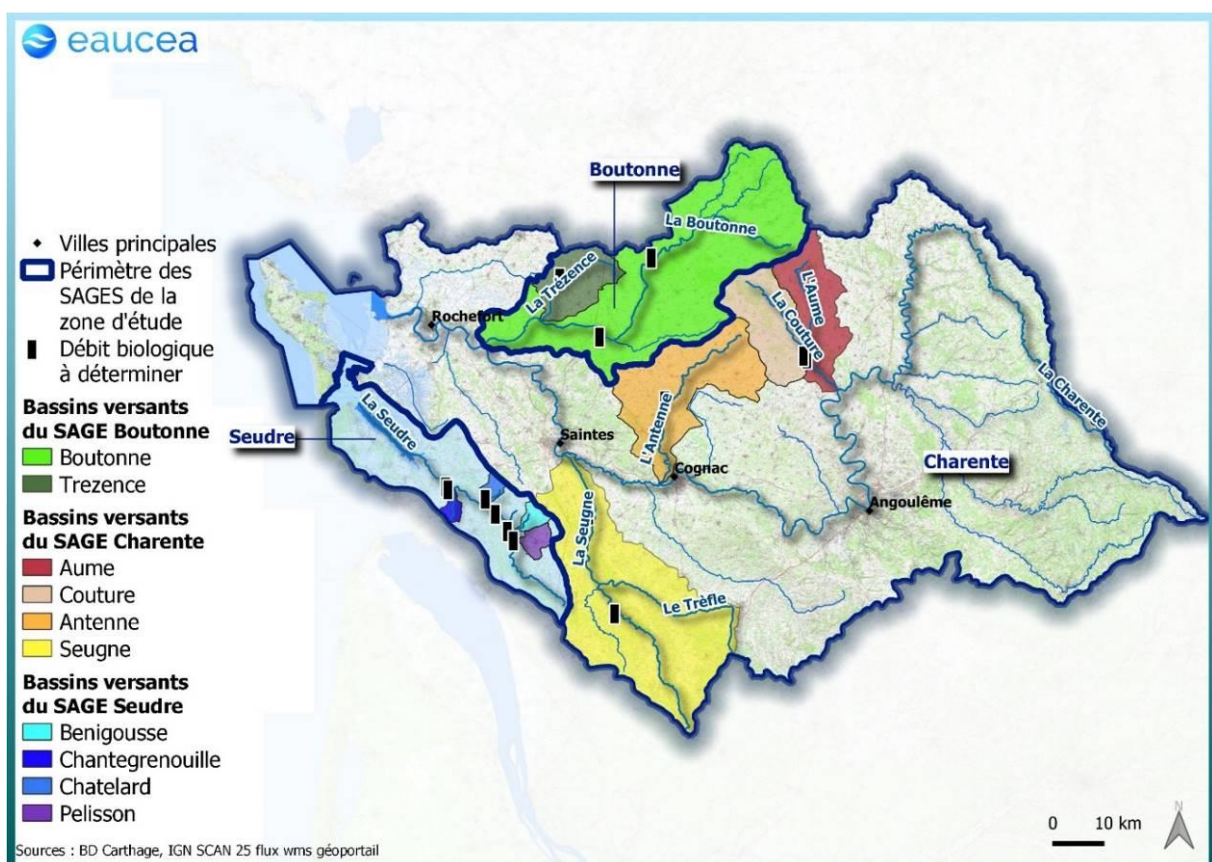 eaucea
Villes principales
Périmètre des
SAGES de la
zone d'étude
Débit biologique
à déterminer
Bassins versants
du SAGE Boutonne
Boutonne
Trezence
Bassins versants
du SAGE Charente
Aume
Couture
Antenne
Seugne
Bassins versants
du SAGE Seudre
Benigousse
Chantegrenouille
Chatelard
Pelisson
Sources : BD Carthage, IGN SCAN 25 flux wms géoportail
Boutonne
La Boutonne
La Trézence
Rochefort
L'Aume
La Couture
La Charente
La Seudre
Seudre
Saintes
L'Antenne
Cognac
Charente
Angoulême
La Seugne
Le Trèfle
0 10 km
N